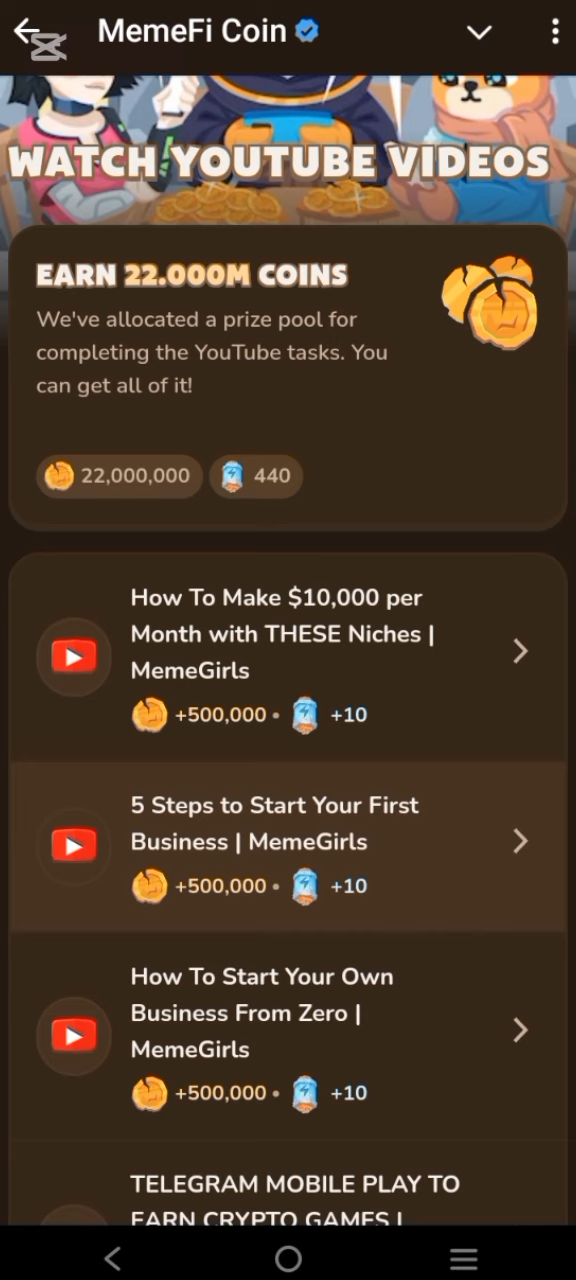 MemeFi Coin
WATCH YOUTUBE VIDEOS
EARN 22.000M COINS
We've allocated a prize pool for
completing the YouTube tasks. You
can get all of it!
22,000,000
440
How To Make $10,000 per
Month with THESE Niches |
MemeGirls
+500,000 • +10
5 Steps to Start Your First
Business | MemeGirls
+500,000 • +10
How To Start Your Own
Business From Zero |
MemeGirls
+500,000 • +10
TELEGRAM MOBILE PLAY TO
EARN CRYPTO GAMES |